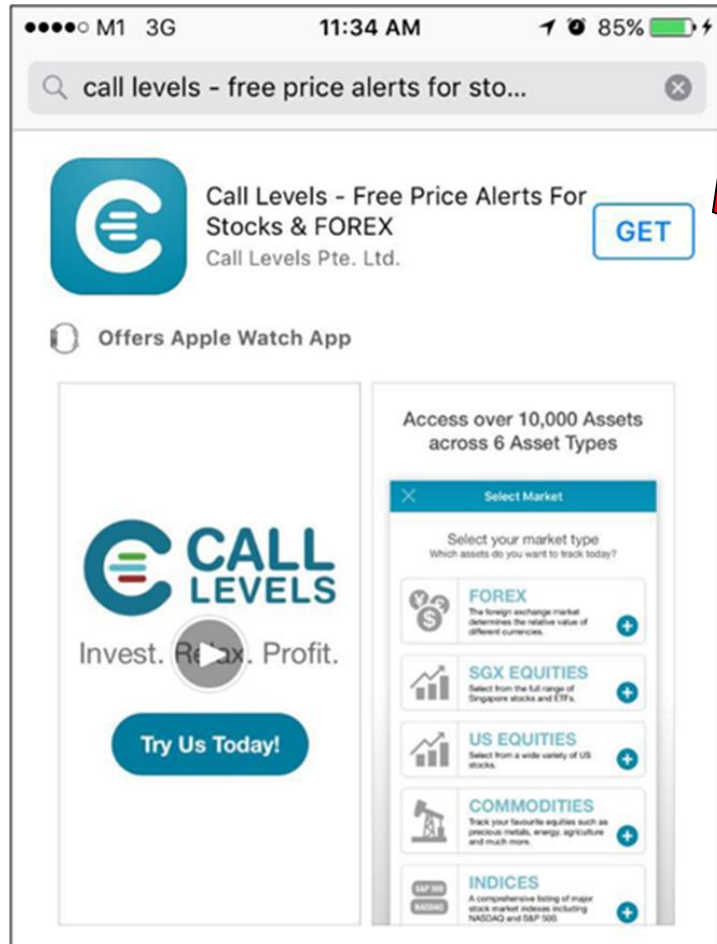 M1 3G 11:34 AM 85%
call levels - free price alerts for sto...
Call Levels - Free Price Alerts For
Stocks & FOREX
GET
Call Levels Pte. Ltd.
Offers Apple Watch App
CALL
LEVELS
Invest. Relax. Profit.
Try Us Today!
Access over 10,000 Assets
across 6 Asset Types
Select Market
Select your market type
Which assets do you want to track today?
FOREX
The foreign exchange market
determines the relative value of
different currencies.
SGX EQUITIES
Select from the full range of
Singapore stocks and ETFs.
US EQUITIES
Select from a wide variety of US
stocks.
COMMODITIES
Track your favourite equities such as
precious metals, energy, agriculture
and much more.
S&P 500
NASDAQ
INDICES
A comprehensive listing of major
stock market indexes including
NASDAQ and S&P 500.